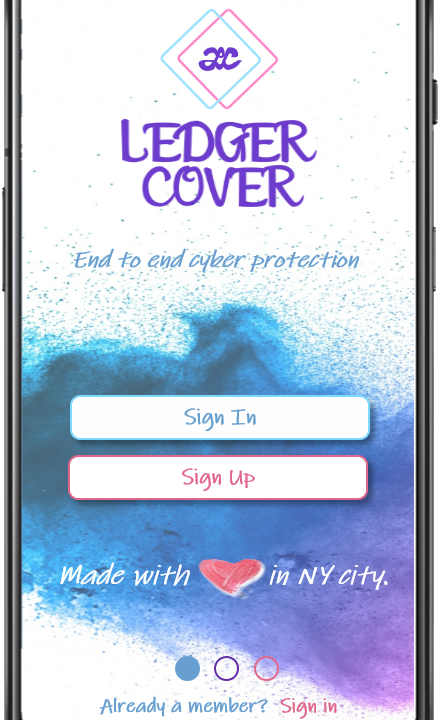 LEDGER
COVER
End to end cyber protection
Sign In
Sign Up
Made with in NY city.
Already a member? Sign in